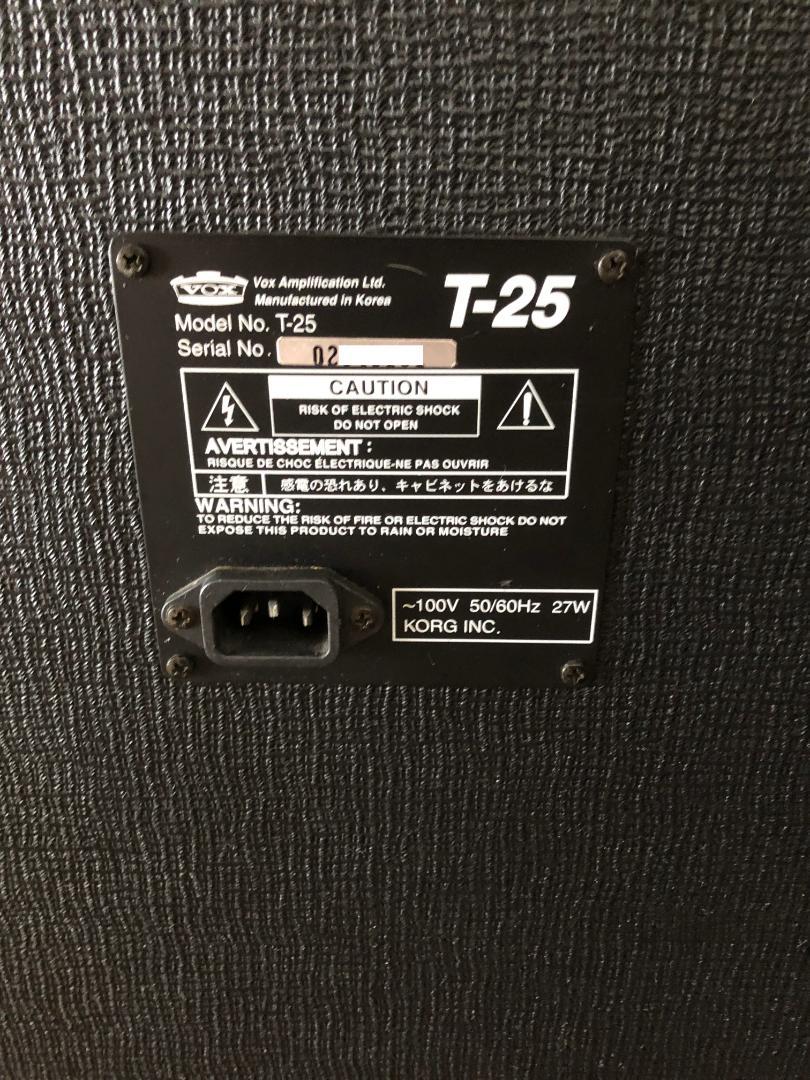 VOX
Vox Amplification Ltd.
Manufactured in Korea
T-25
Model No. T-25
Serial No. 02
CAUTION
RISK OF ELECTRIC SHOCK
DO NOT OPEN
AVERTISSEMENT :
RISQUE DE CHOC ÉLECTRIQUE-NE PAS OUVRIR
注意 感電の恐れあり、キャビネットをあけるな
WARNING:
TO REDUCE THE RISK OF FIRE OR ELECTRIC SHOCK DO NOT
EXPOSE THIS PRODUCT TO RAIN OR MOISTURE
~100V 50/60Hz 27W
KORG INC.